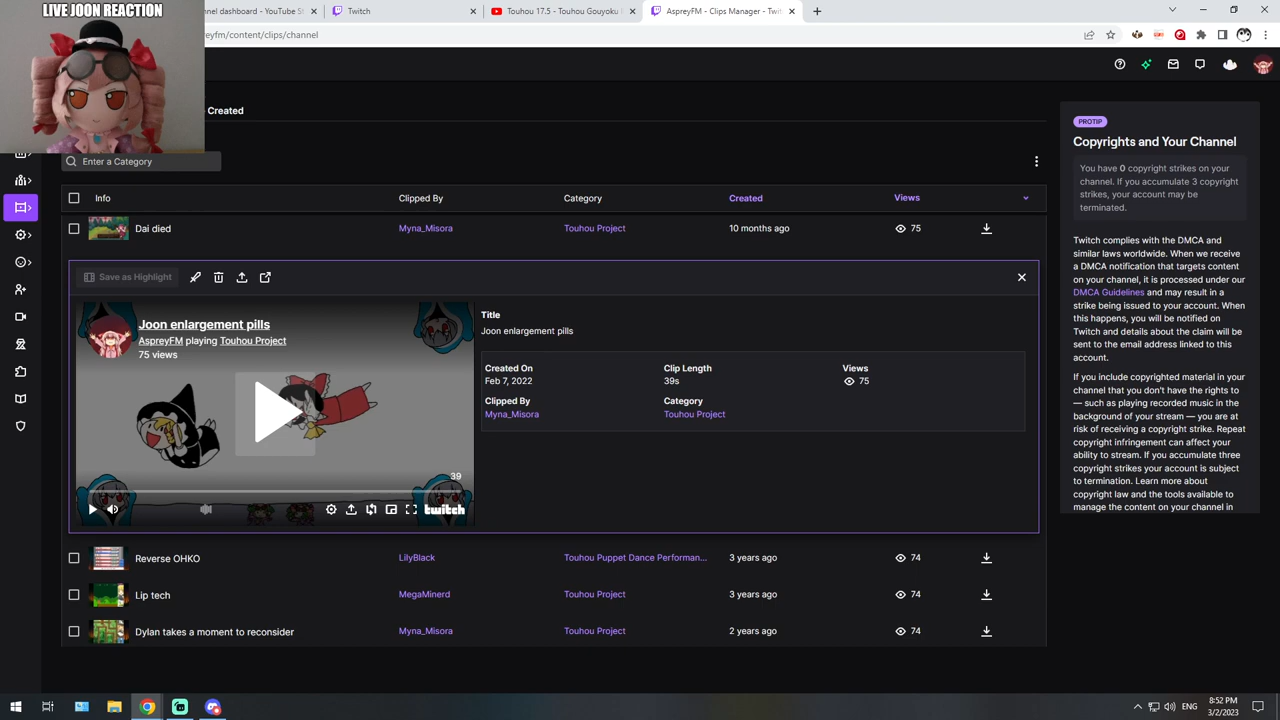 LIVE JOON REACTION
nnel dashboard - YouTube St
Twitch
Touhou 17.5 - Touhou Gouyoku
AspreyFM - Clips Manager - Twit
eyfm/content/clips/channel
Created
Enter a Category
Info Clipped By Category Created Views
Dai died Myna_Misora Touhou Project 10 months ago 75
Save as Highlight
Joon enlargement pills
AspreyFM playing Touhou Project
75 views
39
twitch
Title
Joon enlargement pills
Created On Clip Length Views
Feb 7, 2022 39s 75
Clipped By Category
Myna_Misora Touhou Project
Reverse OHKO LilyBlack Touhou Puppet Dance Performan... 3 years ago 74
Lip tech MegaMinerd Touhou Project 3 years ago 74
Dylan takes a moment to reconsider Myna_Misora Touhou Project 2 years ago 74
PROTIP
Copyrights and Your Channel
You have 0 copyright strikes on your
channel. If you accumulate 3 copyright
strikes, your account may be
terminated.
Twitch complies with the DMCA and
similar laws worldwide. When we receive
a DMCA notification that targets content
on your channel, it is processed under our
DMCA Guidelines and may result in a
strike being issued to your account. When
this happens, you will be notified on
Twitch and details about the claim will be
sent to the email address linked to this
account.
If you include copyrighted material in your
channel that you don't have the rights to
— such as playing recorded music in the
background of your stream — you are at
risk of receiving a copyright strike. Repeat
copyright infringement can affect your
ability to stream. If you accumulate three
copyright strikes your account is subject
to termination. Learn more about
copyright law and the tools available to
manage the content on your channel in
ENG
8:52 PM
3/2/2023